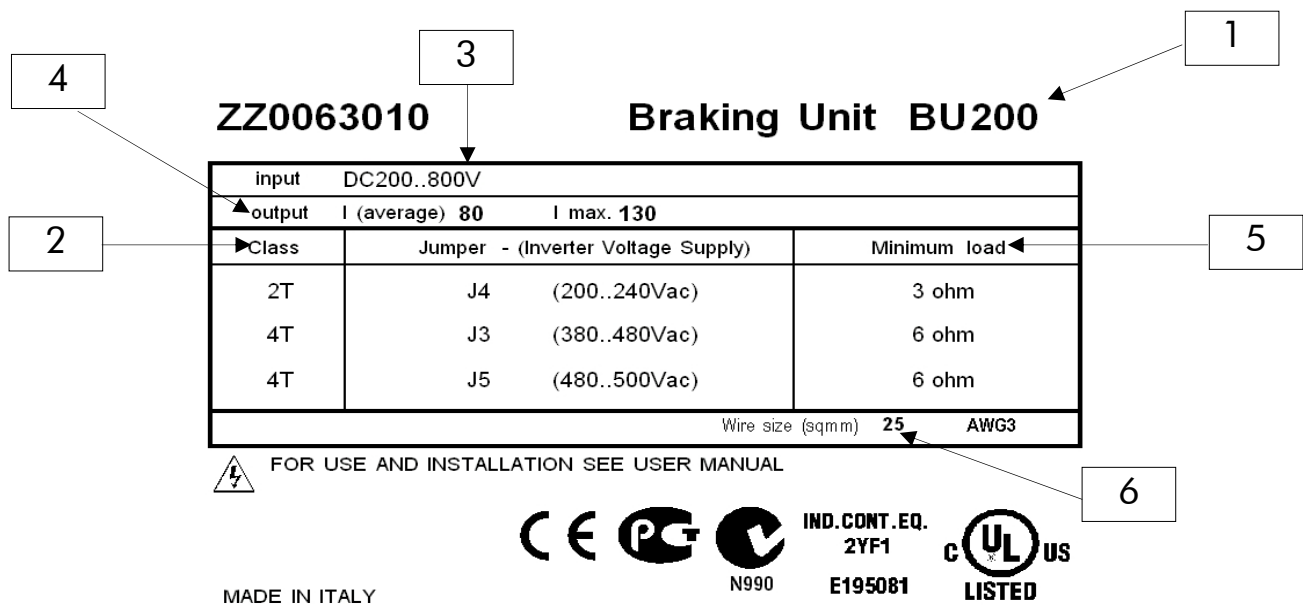 1
3
4
ZZ0063010 Braking Unit BU200
input DC200..800V
output I (average) 80 I max. 130
2
Class Jumper - (Inverter Voltage Supply) Minimum load
5
2T J4 (200..240Vac) 3 ohm
4T J3 (380..480Vac) 6 ohm
4T J5 (480..500Vac) 6 ohm
Wire size (sqmm) 25 AWG3
FOR USE AND INSTALLATION SEE USER MANUAL
6
CE PCT IND.CONT.EQ.
2YF1
C UL US
N990 E195081 LISTED
MADE IN ITALY